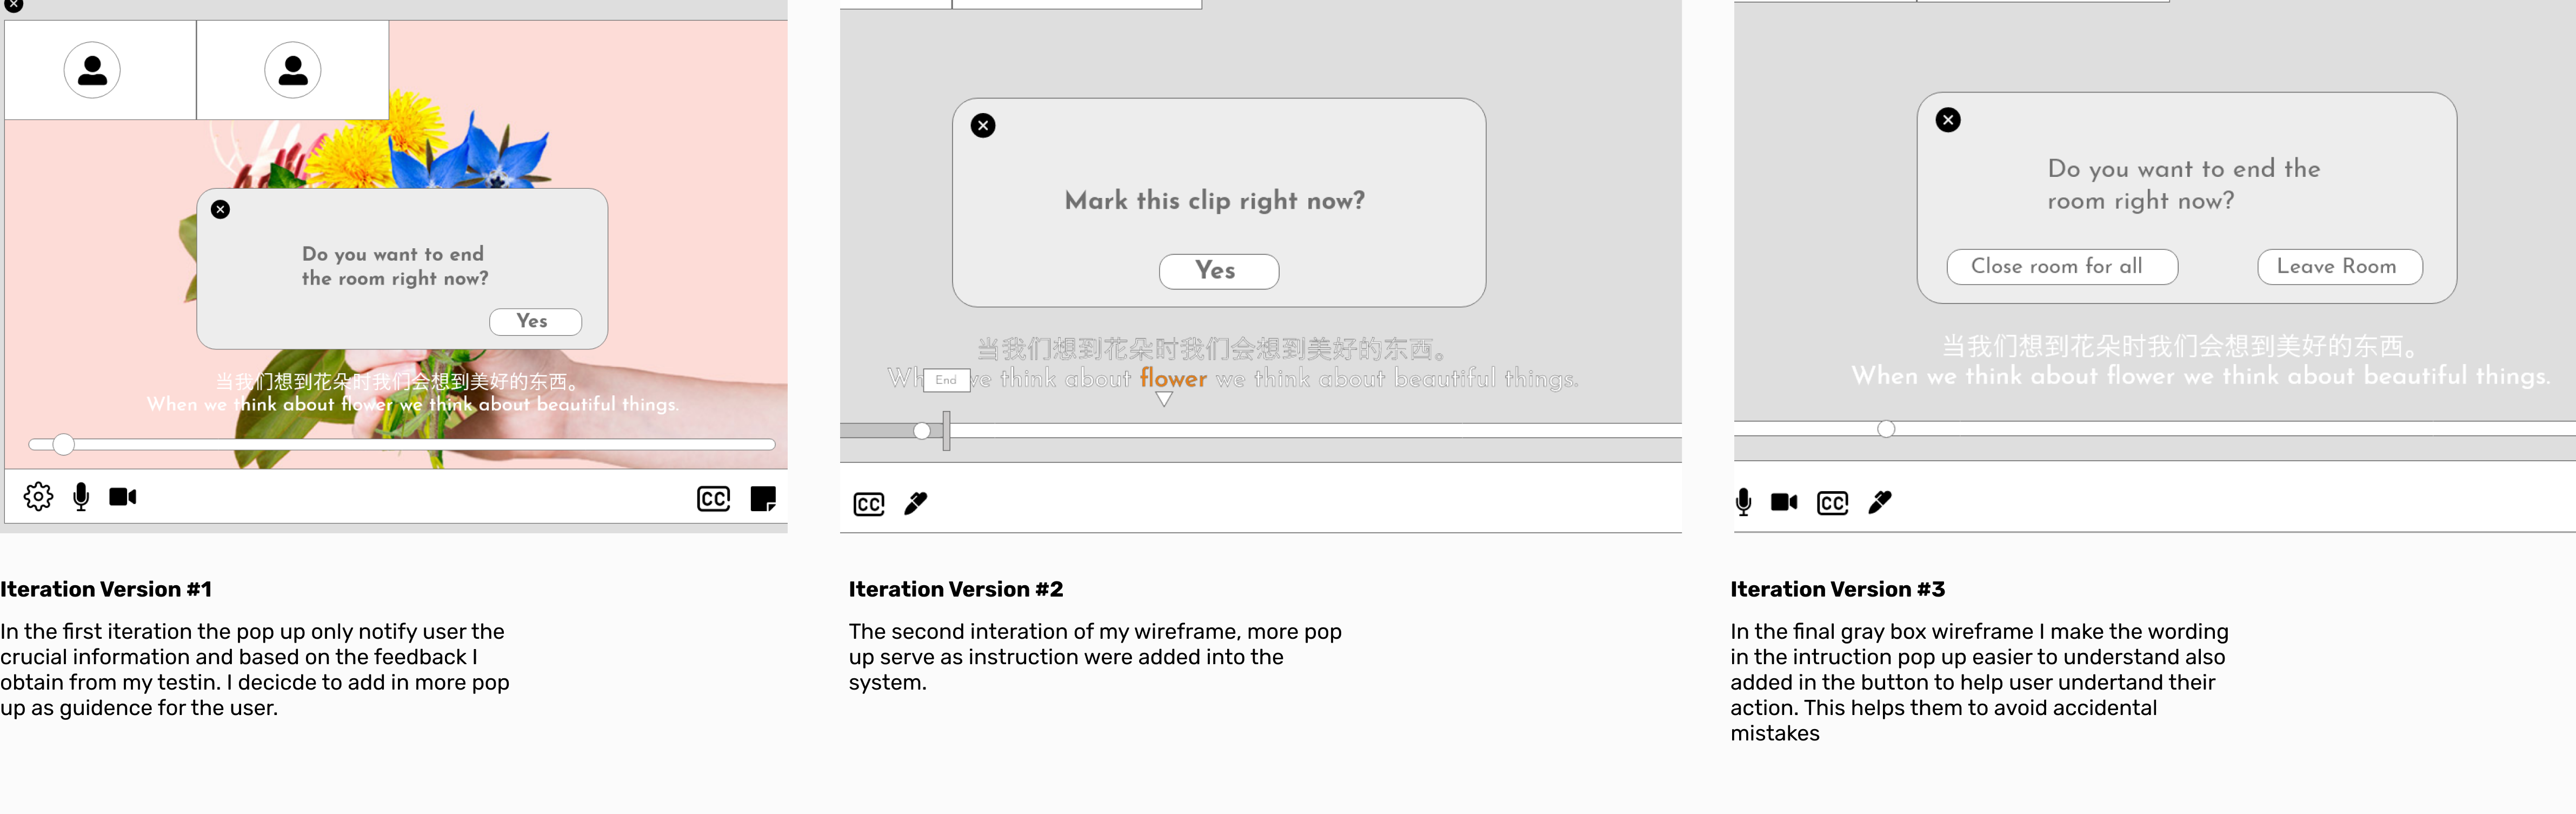 Do you want to end
the room right now?
Yes
当我们想到花朵时我们会想到美好的东西。
When we think about flower we think about beautiful things.
CC
Iteration Version #1
In the first iteration the pop up only notify user the
crucial information and based on the feedback I
obtain from my testin. I decicde to add in more pop
up as guidence for the user.
Mark this clip right now?
Yes
当我们想到花朵时我们会想到美好的东西。
End
Wh ve think about flower we think about beautiful things.
CC
Iteration Version #2
The second interation of my wireframe, more pop
up serve as instruction were added into the
system.
Do you want to end the
room right now?
Close room for all
Leave Room
当我们想到花朵时我们会想到美好的东西。
When we think about flower we think about beautiful things.
CC
Iteration Version #3
In the final gray box wireframe I make the wording
in the intruction pop up easier to understand also
added in the button to help user undertand their
action. This helps them to avoid accidental
mistakes